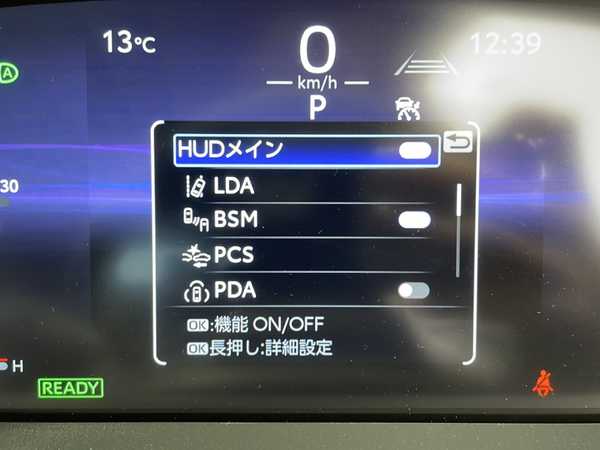 13℃ 0 12:39
km/h
P
A
HUDメイン
LDA
30
BSM
PCS
PDA
OK:機能 ON/OFF
OK長押し:詳細設定
H
READY